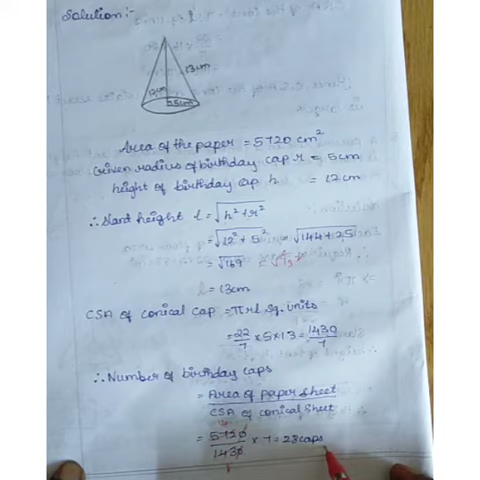 Solution:-
13cm
12cm
5cm
Area of the paper = 5720 cm²
Given radius of birthday cap r = 5cm
height of birthday cap h = 12cm
∴ Slant height l = √h²+r²
= √12²+5² = √144+25
= √169 = √13²
l = 13cm
CSA of conical cap = πrl sq. units
= 22/7 × 5 × 13 = 1430/7
∴ Number of birthday caps
= Area of paper sheet / CSA of conical sheet
= 5720/1430 × 7 = 28 caps